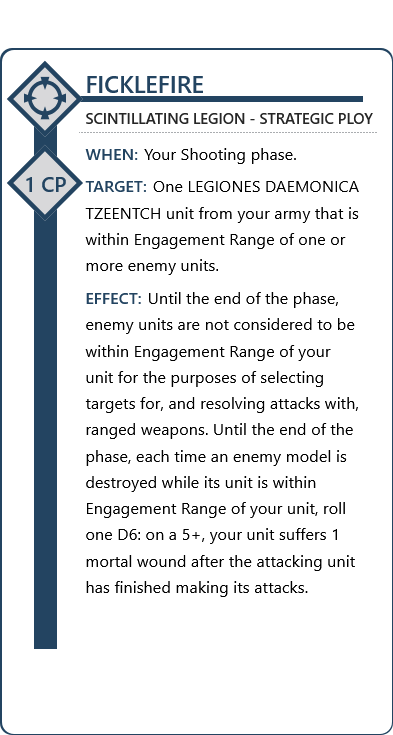 FICKLEFIRE
SCINTILLATING LEGION - STRATEGIC PLOY
WHEN: Your Shooting phase.
1 CP
TARGET: One LEGIONES DAEMONICA
TZEENTCH unit from your army that is
within Engagement Range of one or
more enemy units.
EFFECT: Until the end of the phase,
enemy units are not considered to be
within Engagement Range of your
unit for the purposes of selecting
targets for, and resolving attacks with,
ranged weapons. Until the end of the
phase, each time an enemy model is
destroyed while its unit is within
Engagement Range of your unit, roll
one D6: on a 5+, your unit suffers 1
mortal wound after the attacking unit
has finished making its attacks.